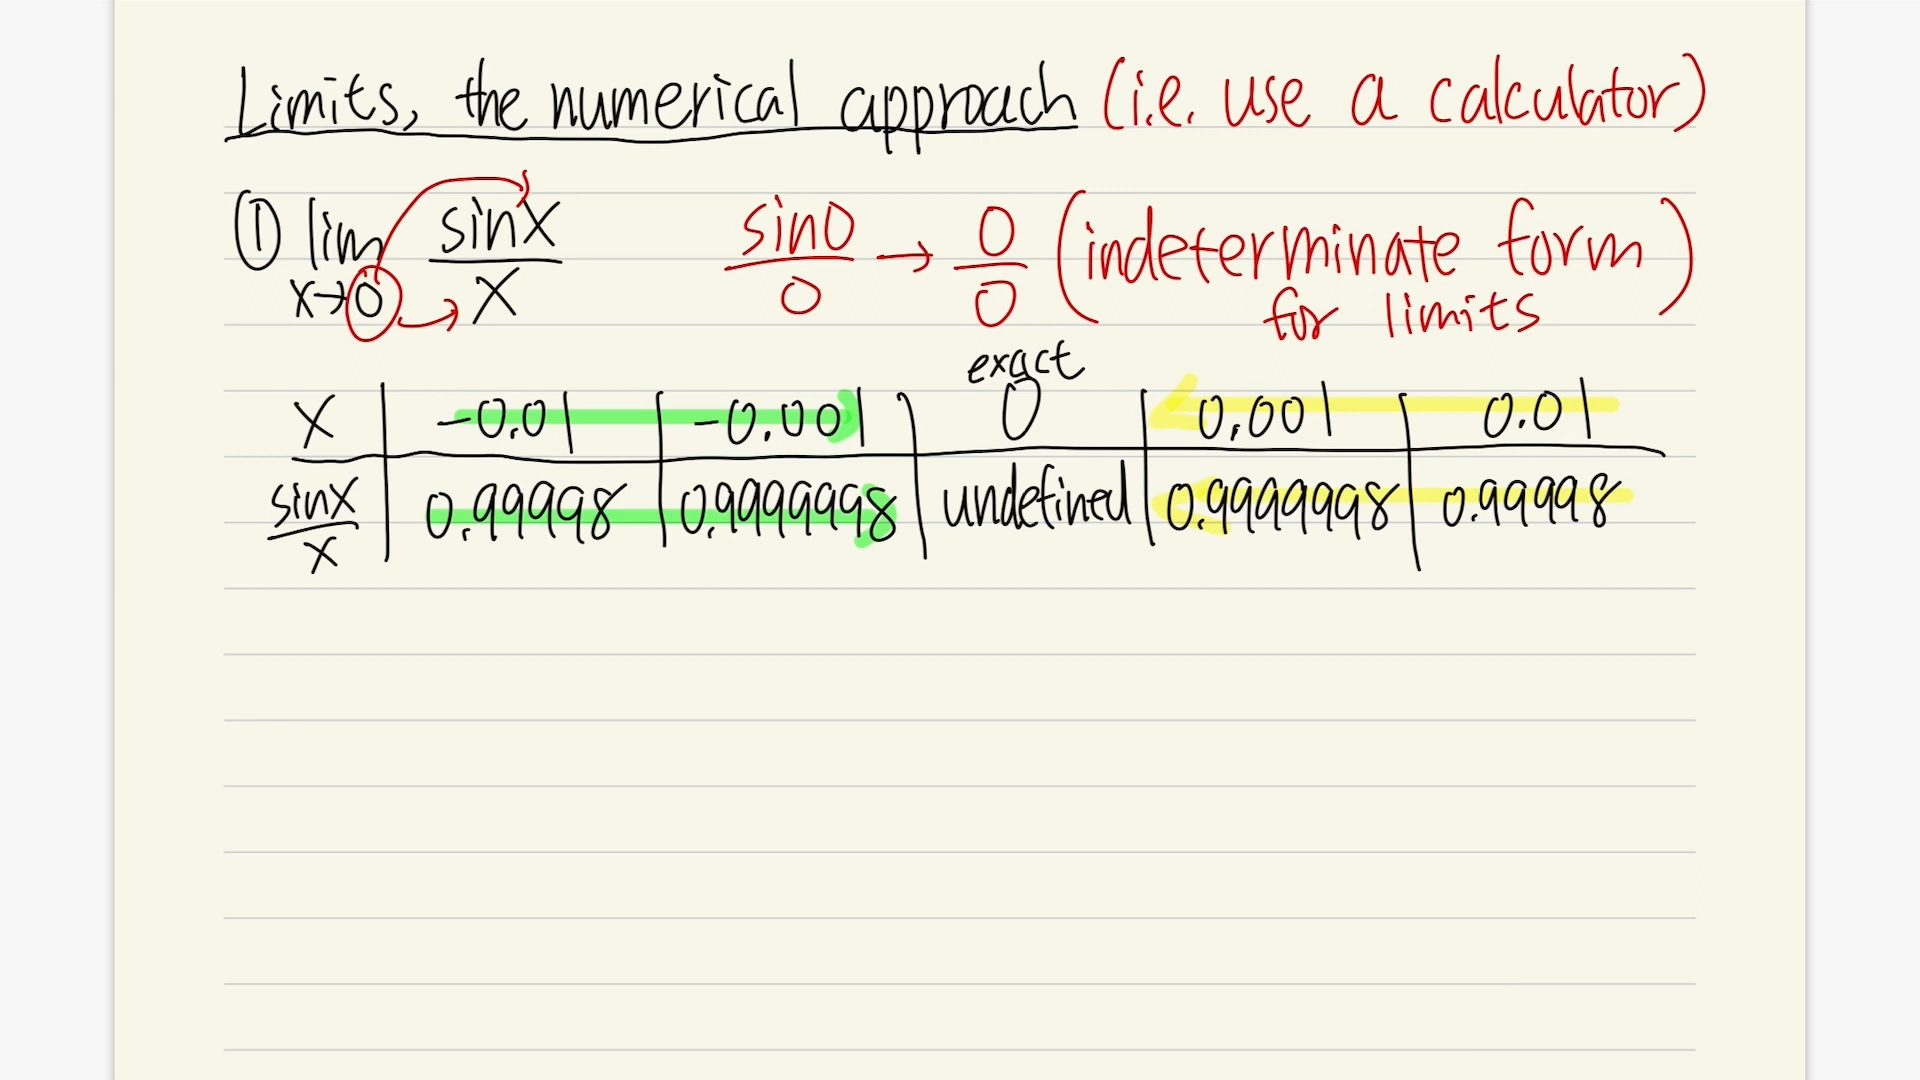 Limits, the numerical approach (i.e. use a calculator)
① lim x→0 sinx/x sin0/0 → 0/0 (indeterminate form for limits)
exact
x | -0.01 | -0.001 | 0 | 0.001 | 0.01
sinx/x | 0.99998 | 0.9999998 | undefined | 0.9999998 | 0.99998